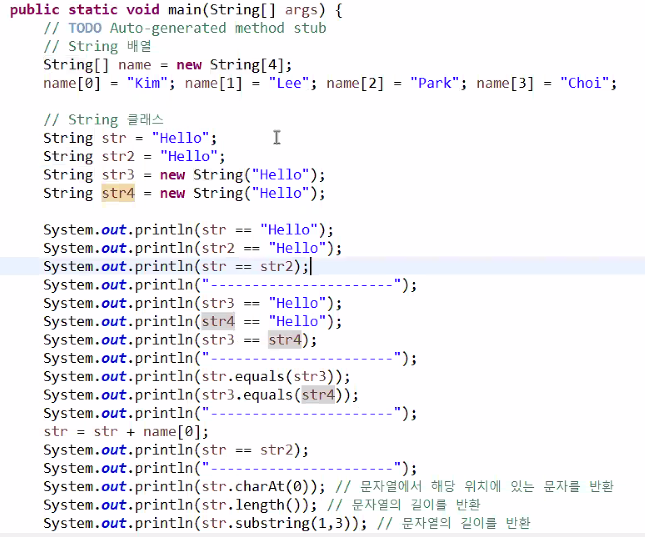 public static void main(String[] args) {
// TODO Auto-generated method stub
// String 배열
String[] name = new String[4];
name[0] = "Kim"; name[1] = "Lee"; name[2] = "Park"; name[3] = "Choi";
// String 클래스
String str = "Hello";
String str2 = "Hello";
String str3 = new String("Hello");
String str4 = new String("Hello");
System.out.println(str == "Hello");
System.out.println(str2 == "Hello");
System.out.println(str == str2);
System.out.println("----------------------");
System.out.println(str3 == "Hello");
System.out.println(str4 == "Hello");
System.out.println(str3 == str4);
System.out.println("----------------------");
System.out.println(str.equals(str3));
System.out.println(str3.equals(str4));
System.out.println("----------------------");
str = str + name[0];
System.out.println(str == str2);
System.out.println("----------------------");
System.out.println(str.charAt(0)); // 문자열에서 해당 위치에 있는 문자를 반환
System.out.println(str.length()); // 문자열의 길이를 반환
System.out.println(str.substring(1,3)); // 문자열의 길이를 반환